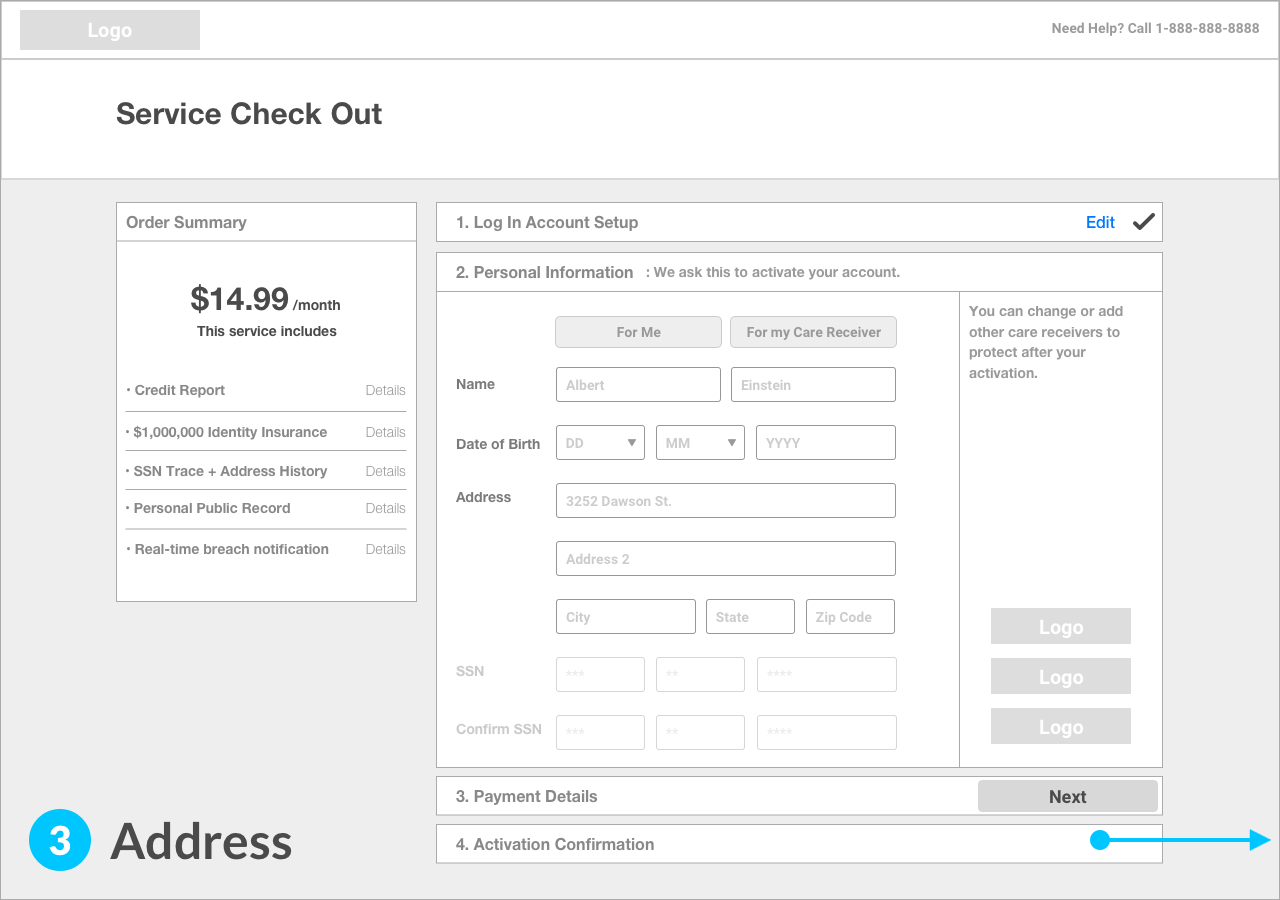 Logo
Need Help? Call 1-888-888-8888
Service Check Out
Order Summary
$14.99 /month
This service includes
• Credit Report Details
• $1,000,000 Identity Insurance Details
• SSN Trace + Address History Details
• Personal Public Record Details
• Real-time breach notification Details
1. Log In Account Setup Edit
2. Personal Information : We ask this to activate your account.
For Me For my Care Receiver
Name Albert Einstein
Date of Birth DD MM YYYY
Address 3252 Dawson St.
Address 2
City State Zip Code
SSN *** ** ****
Confirm SSN *** ** ****
You can change or add
other care receivers to
protect after your
activation.
Logo
Logo
Logo
3. Payment Details Next
4. Activation Confirmation
3 Address